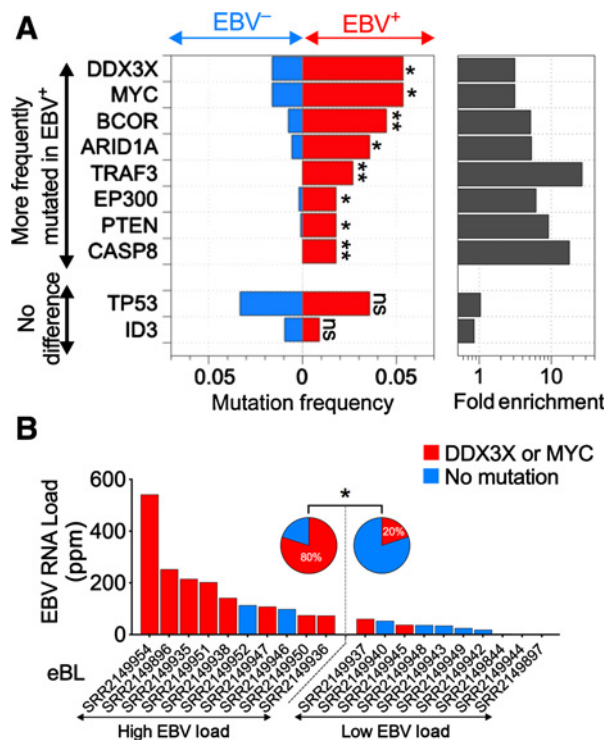 A
EBV⁻ EBV⁺
More frequently
mutated in EBV⁺
DDX3X *
MYC *
BCOR **
ARID1A *
TRAF3 **
EP300 *
PTEN *
CASP8 **
No
difference
TP53 ns
ID3 ns
0.05 0 0.05 1 10
Mutation frequency Fold enrichment
B
DDX3X or MYC
No mutation
EBV RNA Load
(ppm)
600
400
200
0
*
80% 20%
eBL
SRR2149954
SRR2149896
SRR2149935
SRR2149951
SRR2149938
SRR2149952
SRR2149947
SRR2149946
SRR2149950
SRR2149936
SRR2149937
SRR2149940
SRR2149945
SRR2149948
SRR2149943
SRR2149949
SRR2149942
SRR2149844
SRR2149944
SRR2149897
High EBV load Low EBV load